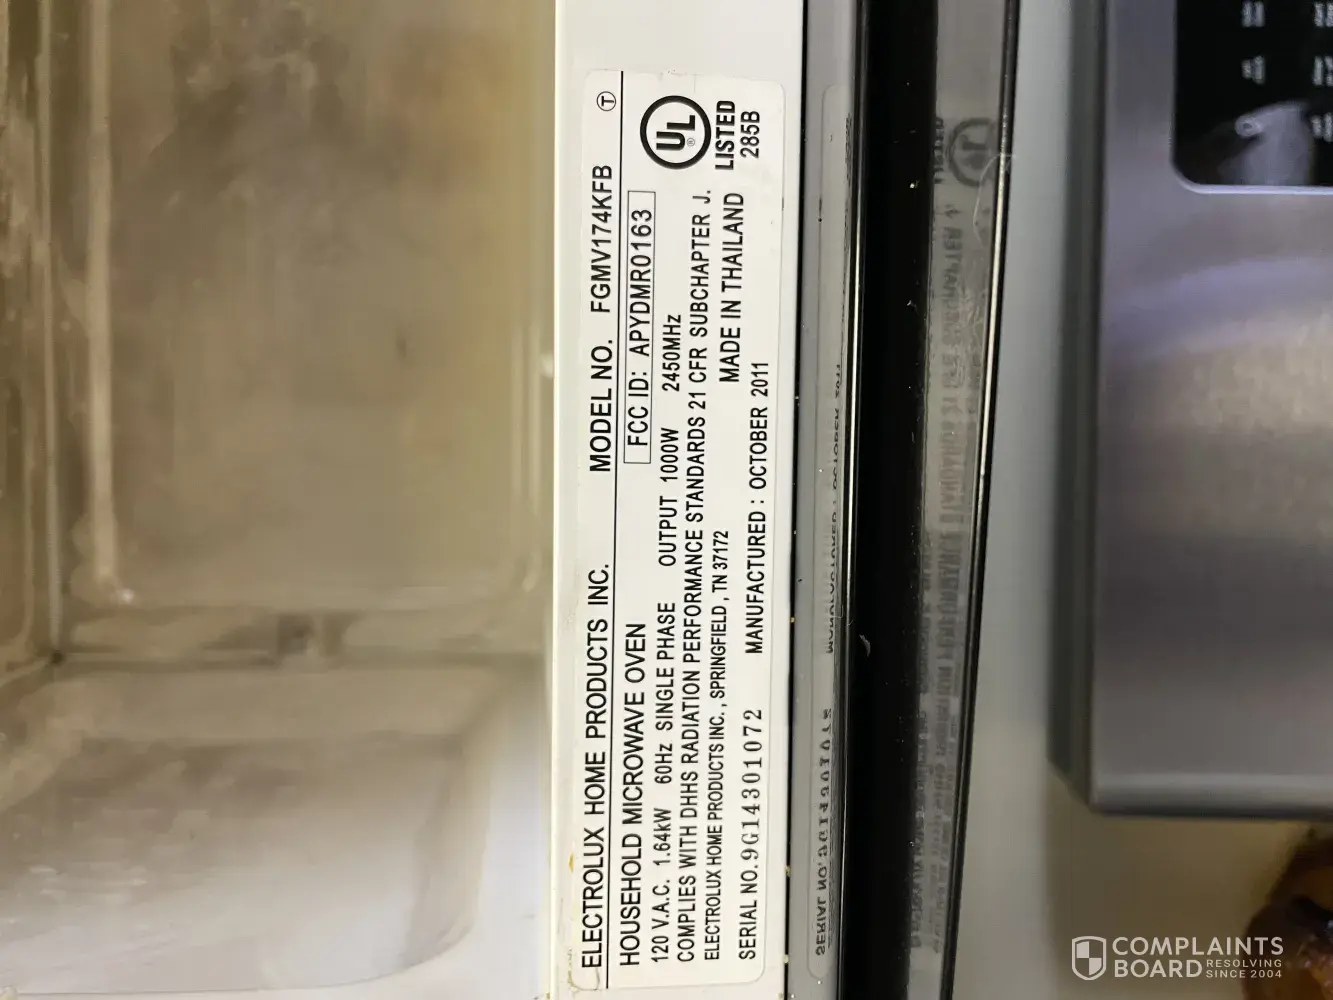 ELECTROLUX HOME PRODUCTS INC. MODEL NO. FGMV174KFB T
HOUSEHOLD MICROWAVE OVEN FCC ID: APYDMR0163
120 V.A.C. 1.64kW 60Hz SINGLE PHASE OUTPUT 1000W 2450MHz
COMPLIES WITH DHHS RADIATION PERFORMANCE STANDARDS 21 CFR SUBCHAPTER J.
ELECTROLUX HOME PRODUCTS INC., SPRINGFIELD, TN 37172 MADE IN THAILAND
SERIAL NO. 9G14301072 MANUFACTURED : OCTOBER 2011
UL ®
LISTED
285B
COMPLAINTS
BOARD RESOLVING
SINCE 2004